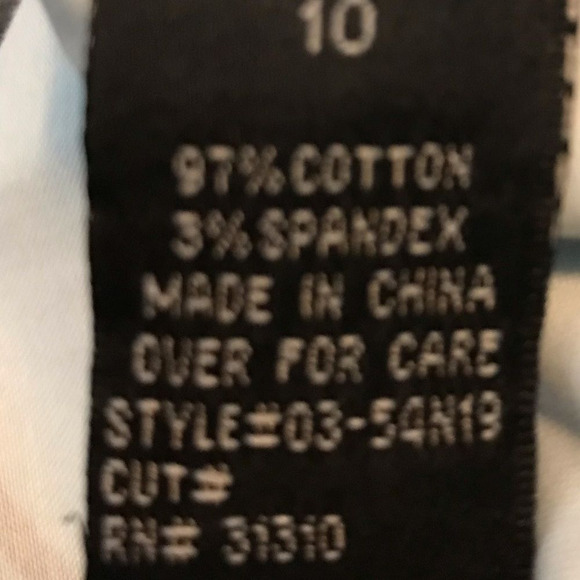 10
97% COTTON
3% SPANDEX
MADE IN CHINA
OVER FOR CARE
STYLE#03-54N19
CUT#
RN# 31310